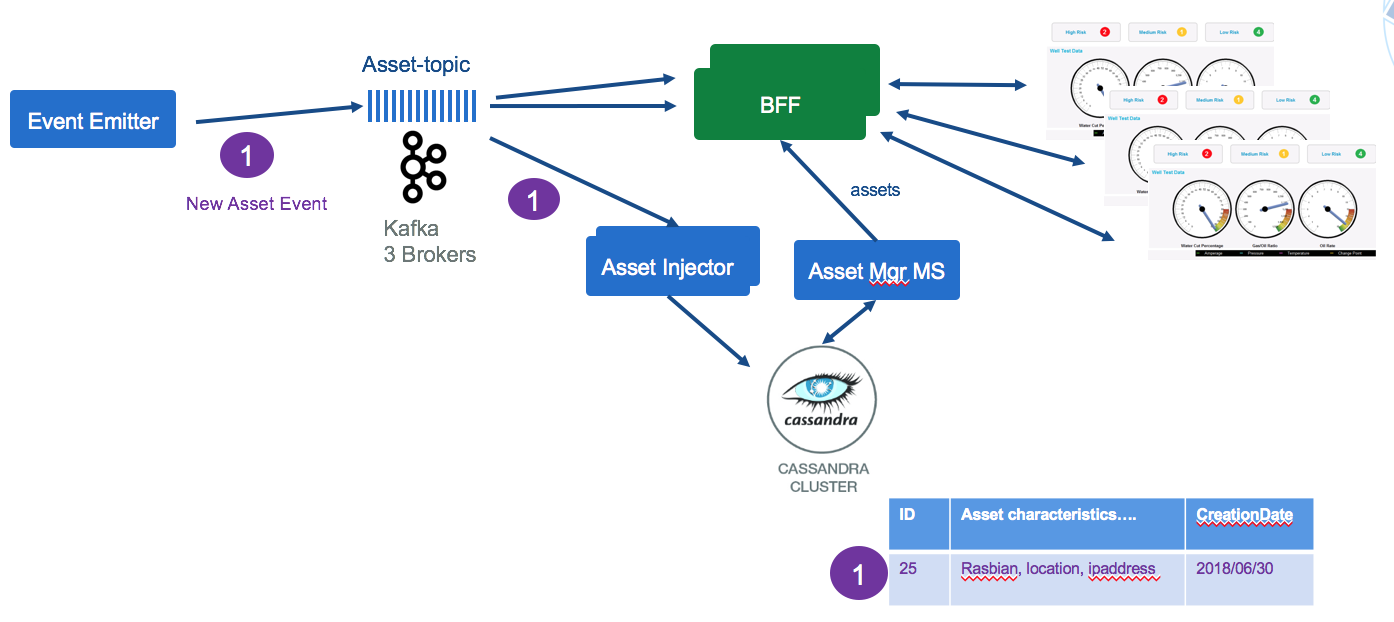 Asset-topic
Event Emitter
1
New Asset Event
Kafka
3 Brokers
1
BFF
assets
Asset Injector
Asset Mgr MS
cassandra
CASSANDRA
CLUSTER
High Risk 2 Medium Risk 1 Low Risk 4
Well Test Data
High Risk 2 Medium Risk 1 Low Risk 4
Well Test Data
High Risk 2 Medium Risk 1 Low Risk 4
Well Test Data
Water Cut Percentage Gas/Oil Ratio Oil Rate
Amperage Pressure Temperature Change Point
ID Asset characteristics.... CreationDate
1 25 Rasbian, location, ipaddress 2018/06/30